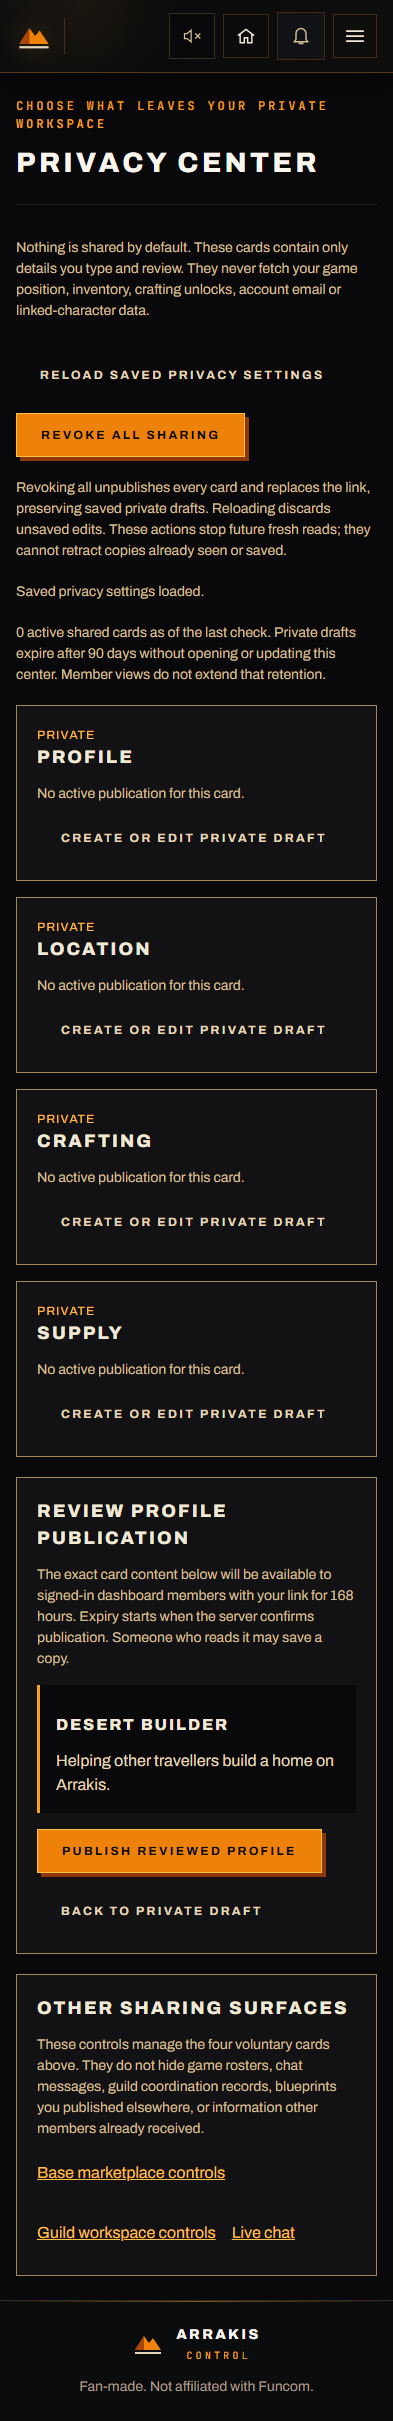 CHOOSE WHAT LEAVES YOUR PRIVATE
WORKSPACE
PRIVACY CENTER
Nothing is shared by default. These cards contain only
details you type and review. They never fetch your game
position, inventory, crafting unlocks, account email or
linked-character data.
RELOAD SAVED PRIVACY SETTINGS
REVOKE ALL SHARING
Revoking all unpublishes every card and replaces the link,
preserving saved private drafts. Reloading discards
unsaved edits. These actions stop future fresh reads; they
cannot retract copies already seen or saved.
Saved privacy settings loaded.
0 active shared cards as of the last check. Private drafts
expire after 90 days without opening or updating this
center. Member views do not extend that retention.
PRIVATE
PROFILE
No active publication for this card.
CREATE OR EDIT PRIVATE DRAFT
PRIVATE
LOCATION
No active publication for this card.
CREATE OR EDIT PRIVATE DRAFT
PRIVATE
CRAFTING
No active publication for this card.
CREATE OR EDIT PRIVATE DRAFT
PRIVATE
SUPPLY
No active publication for this card.
CREATE OR EDIT PRIVATE DRAFT
REVIEW PROFILE
PUBLICATION
The exact card content below will be available to
signed-in dashboard members with your link for 168
hours. Expiry starts when the server confirms
publication. Someone who reads it may save a
copy.
DESERT BUILDER
Helping other travellers build a home on
Arrakis.
PUBLISH REVIEWED PROFILE
BACK TO PRIVATE DRAFT
OTHER SHARING SURFACES
These controls manage the four voluntary cards
above. They do not hide game rosters, chat
messages, guild coordination records, blueprints
you published elsewhere, or information other
members already received.
Base marketplace controls
Guild workspace controls Live chat
ARRAKIS
CONTROL
Fan-made. Not affiliated with Funcom.